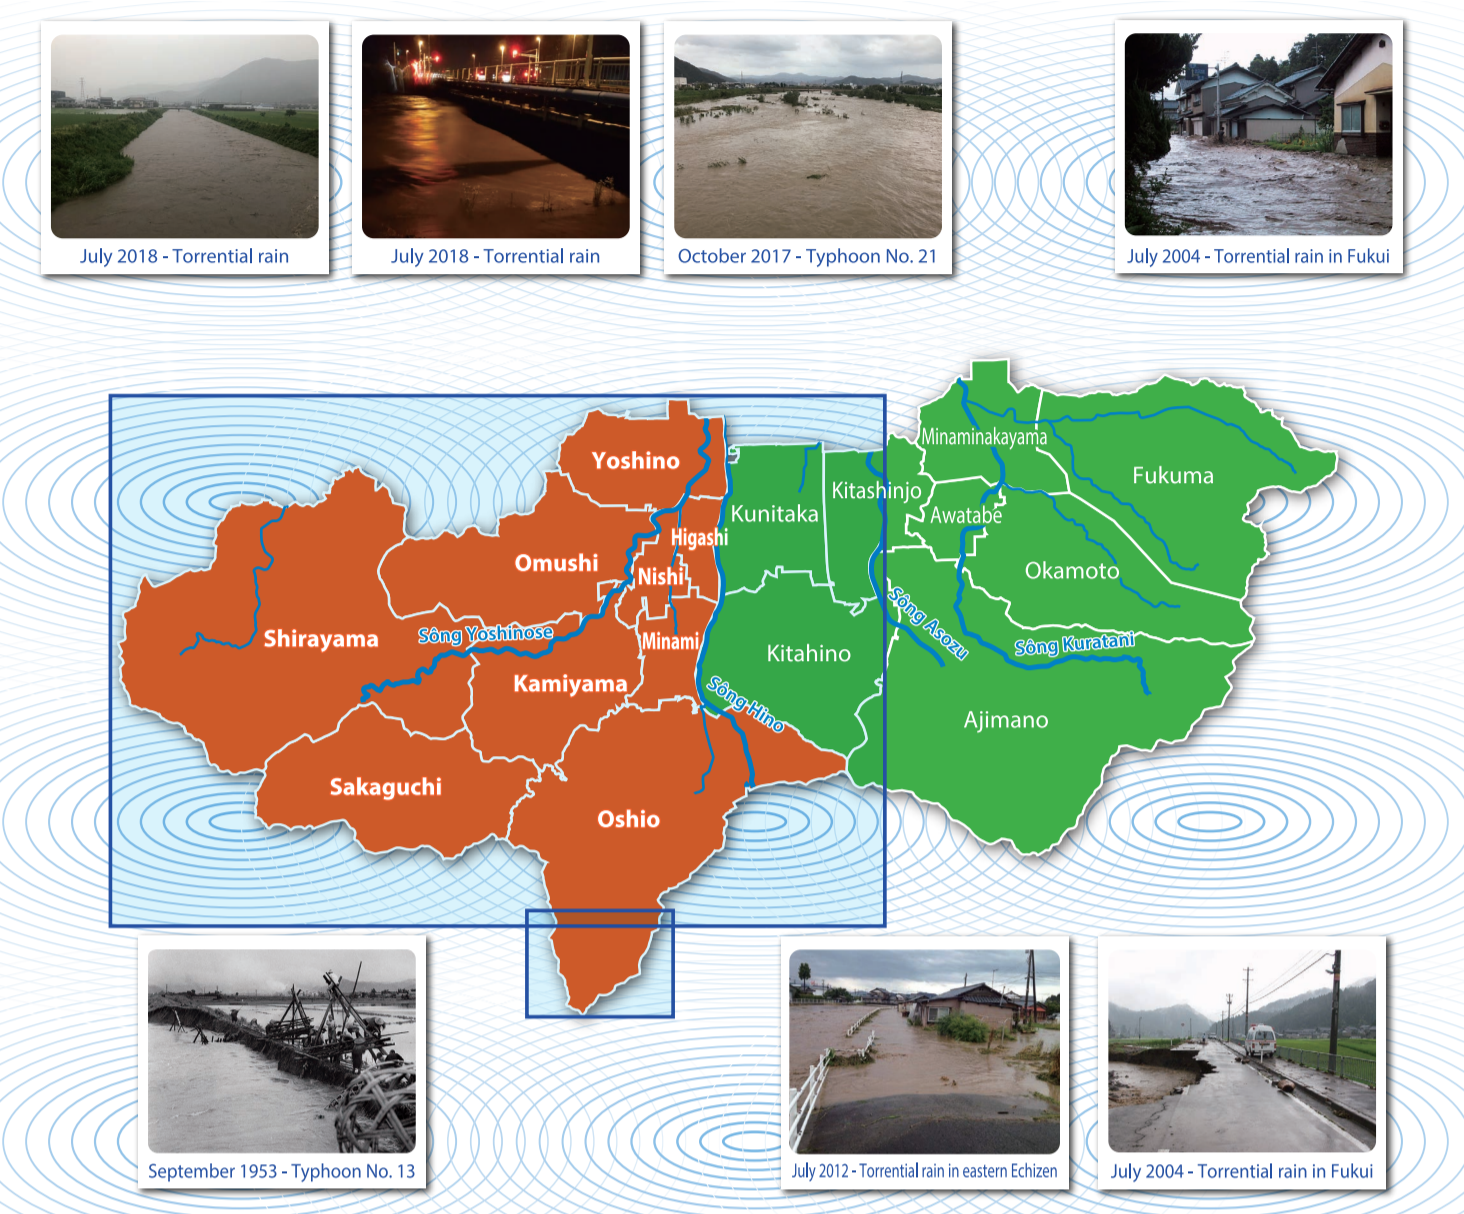 July 2018 - Torrential rain
July 2018 - Torrential rain
October 2017 - Typhoon No. 21
July 2004 - Torrential rain in Fukui
Minaminakayama
Yoshino
Fukuma
Kitashinjo
Kunitaka
Awatabe
Higashi
Omushi
Nishi
Okamoto
Sông Asozu
Shirayama
Sông Yoshinose
Minami
Kitahino
Sông Kuratani
Kamiyama
Sông Hino
Ajimano
Sakaguchi
Oshio
September 1953 - Typhoon No. 13
July 2012 - Torrential rain in eastern Echizen
July 2004 - Torrential rain in Fukui